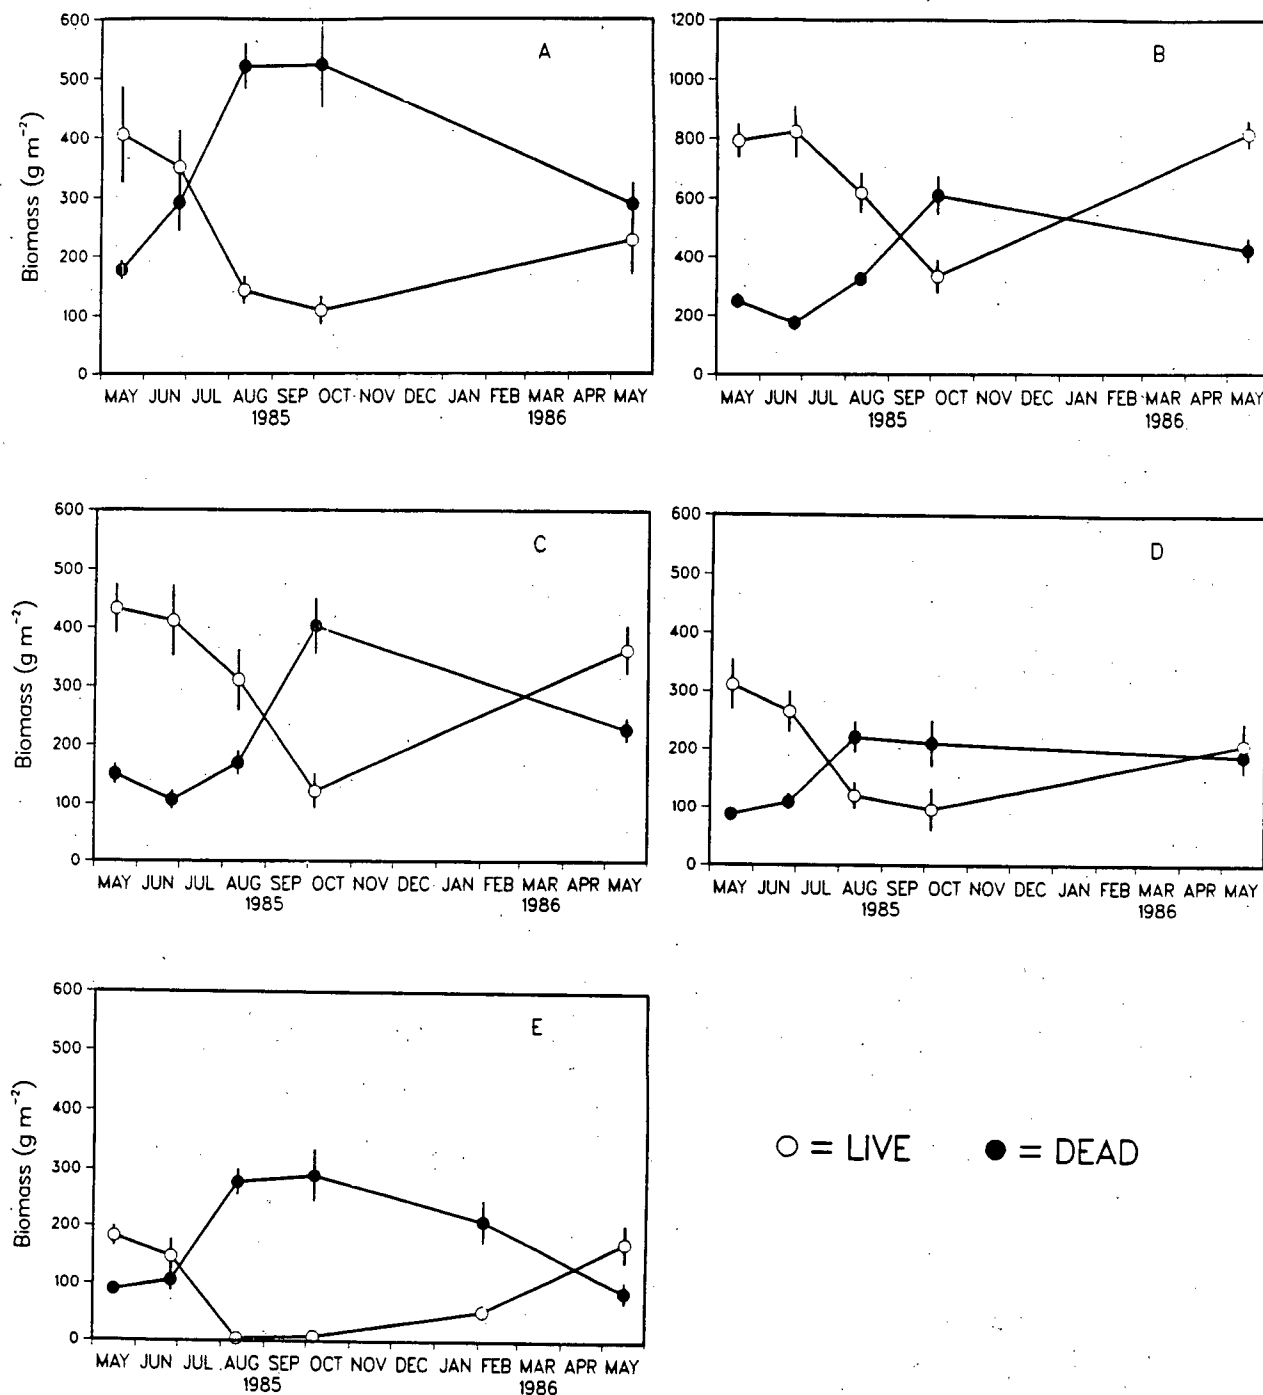 A
600
500
400
300
200
100
0
Biomass (g m⁻²)
MAY JUN JUL AUG SEP OCT NOV DEC JAN FEB MAR APR MAY
1985 1986
B
1200
1000
800
600
400
200
0
MAY JUN JUL AUG SEP OCT NOV DEC JAN FEB MAR APR MAY
1985 1986
C
600
500
400
300
200
100
0
Biomass (g m⁻²)
MAY JUN JUL AUG SEP OCT NOV DEC JAN FEB MAR APR MAY
1985 1986
D
600
500
400
300
200
100
0
MAY JUN JUL AUG SEP OCT NOV DEC JAN FEB MAR APR MAY
1985 1986
E
600
500
400
300
200
100
0
Biomass (g m⁻²)
MAY JUN JUL AUG SEP OCT NOV DEC JAN FEB MAR APR MAY
1985 1986
○ = LIVE ● = DEAD